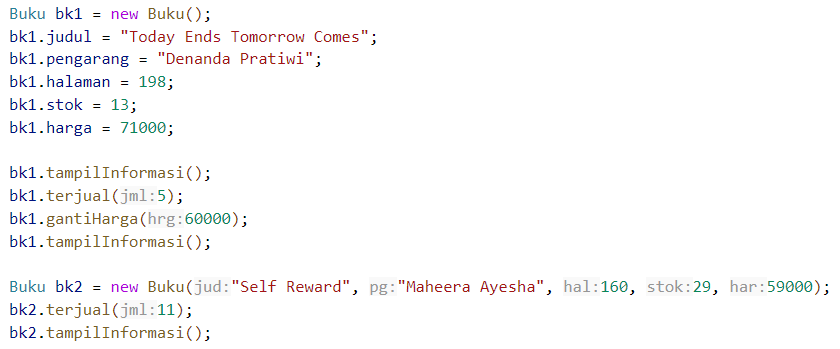 Buku bk1 = new Buku();
bk1.judul = "Today Ends Tomorrow Comes";
bk1.pengarang = "Denanda Pratiwi";
bk1.halaman = 198;
bk1.stok = 13;
bk1.harga = 71000;
bk1.tampilInformasi();
bk1.terjual(jml:5);
bk1.gantiHarga(hrg:60000);
bk1.tampilInformasi();
Buku bk2 = new Buku(jud:"Self Reward", pg:"Maheera Ayesha", hal:160, stok:29, har:59000);
bk2.terjual(jml:11);
bk2.tampilInformasi();